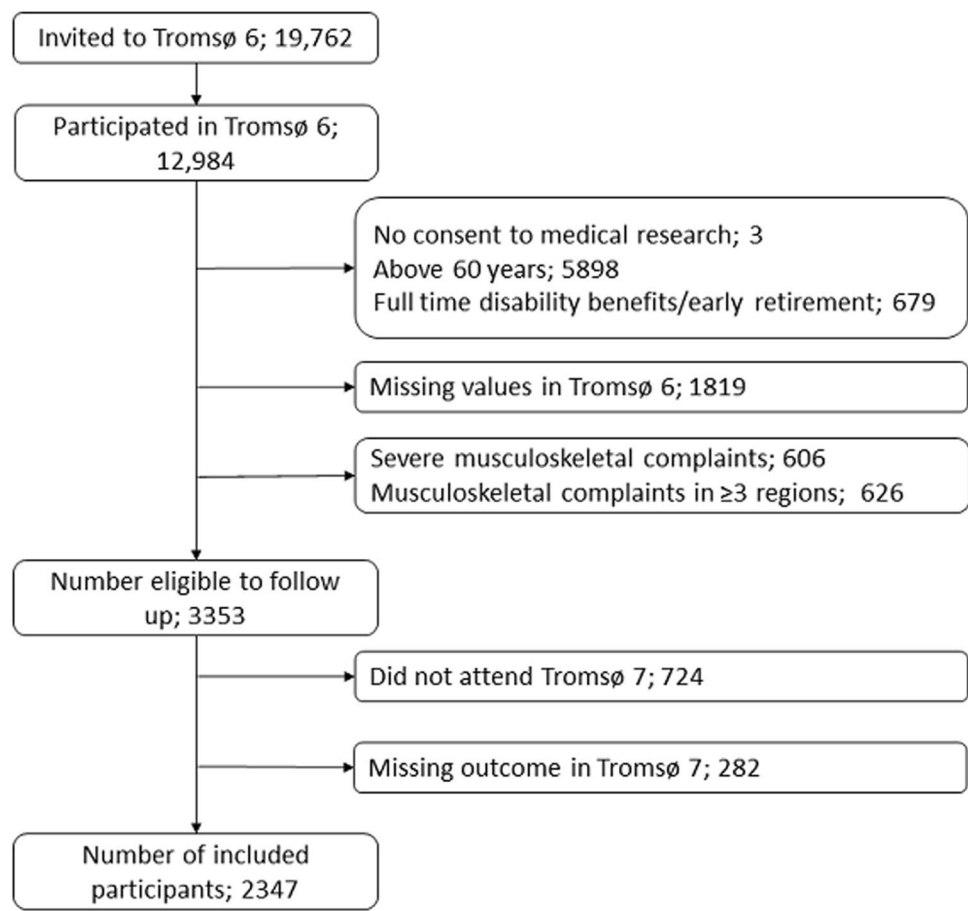 Invited to Tromsø 6; 19,762
Participated in Tromsø 6;
12,984
No consent to medical research; 3
Above 60 years; 5898
Full time disability benefits/early retirement; 679
Missing values in Tromsø 6; 1819
Severe musculoskeletal complaints; 606
Musculoskeletal complaints in ≥3 regions; 626
Number eligible to follow
up; 3353
Did not attend Tromsø 7; 724
Missing outcome in Tromsø 7; 282
Number of included
participants; 2347